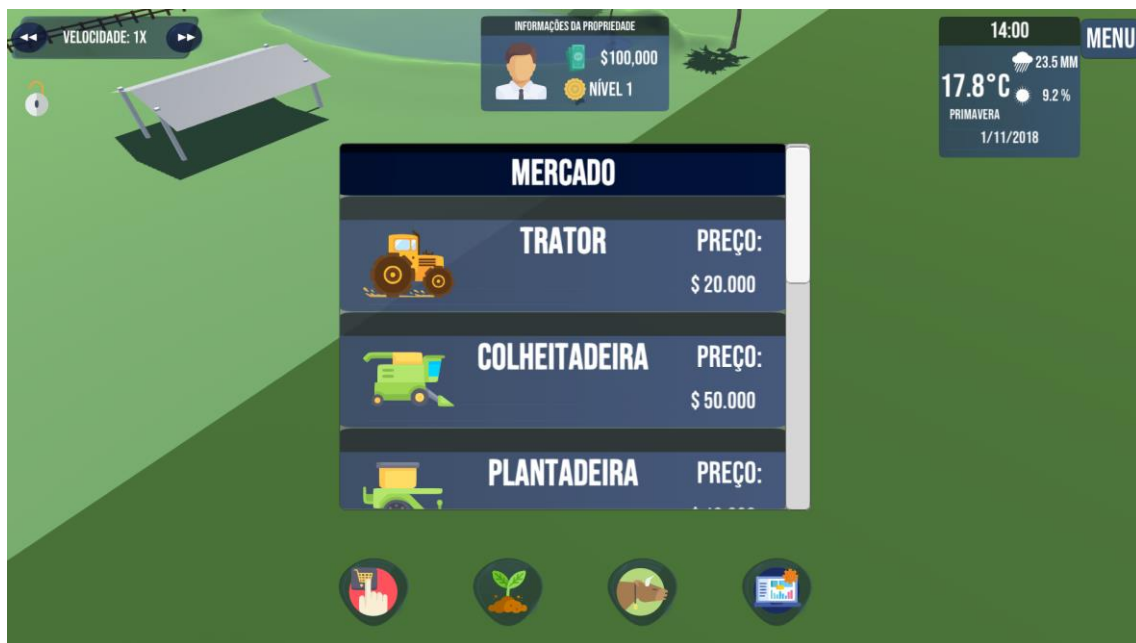 VELOCIDADE: 1X
INFORMAÇÕES DA PROPRIEDADE
$100,000
NÍVEL 1
14:00
MENU
23.5 MM
17.8°C
9.2 %
PRIMAVERA
1/11/2018
MERCADO
TRATOR
PREÇO:
$ 20.000
COLHEITADEIRA
PREÇO:
$ 50.000
PLANTADEIRA
PREÇO: